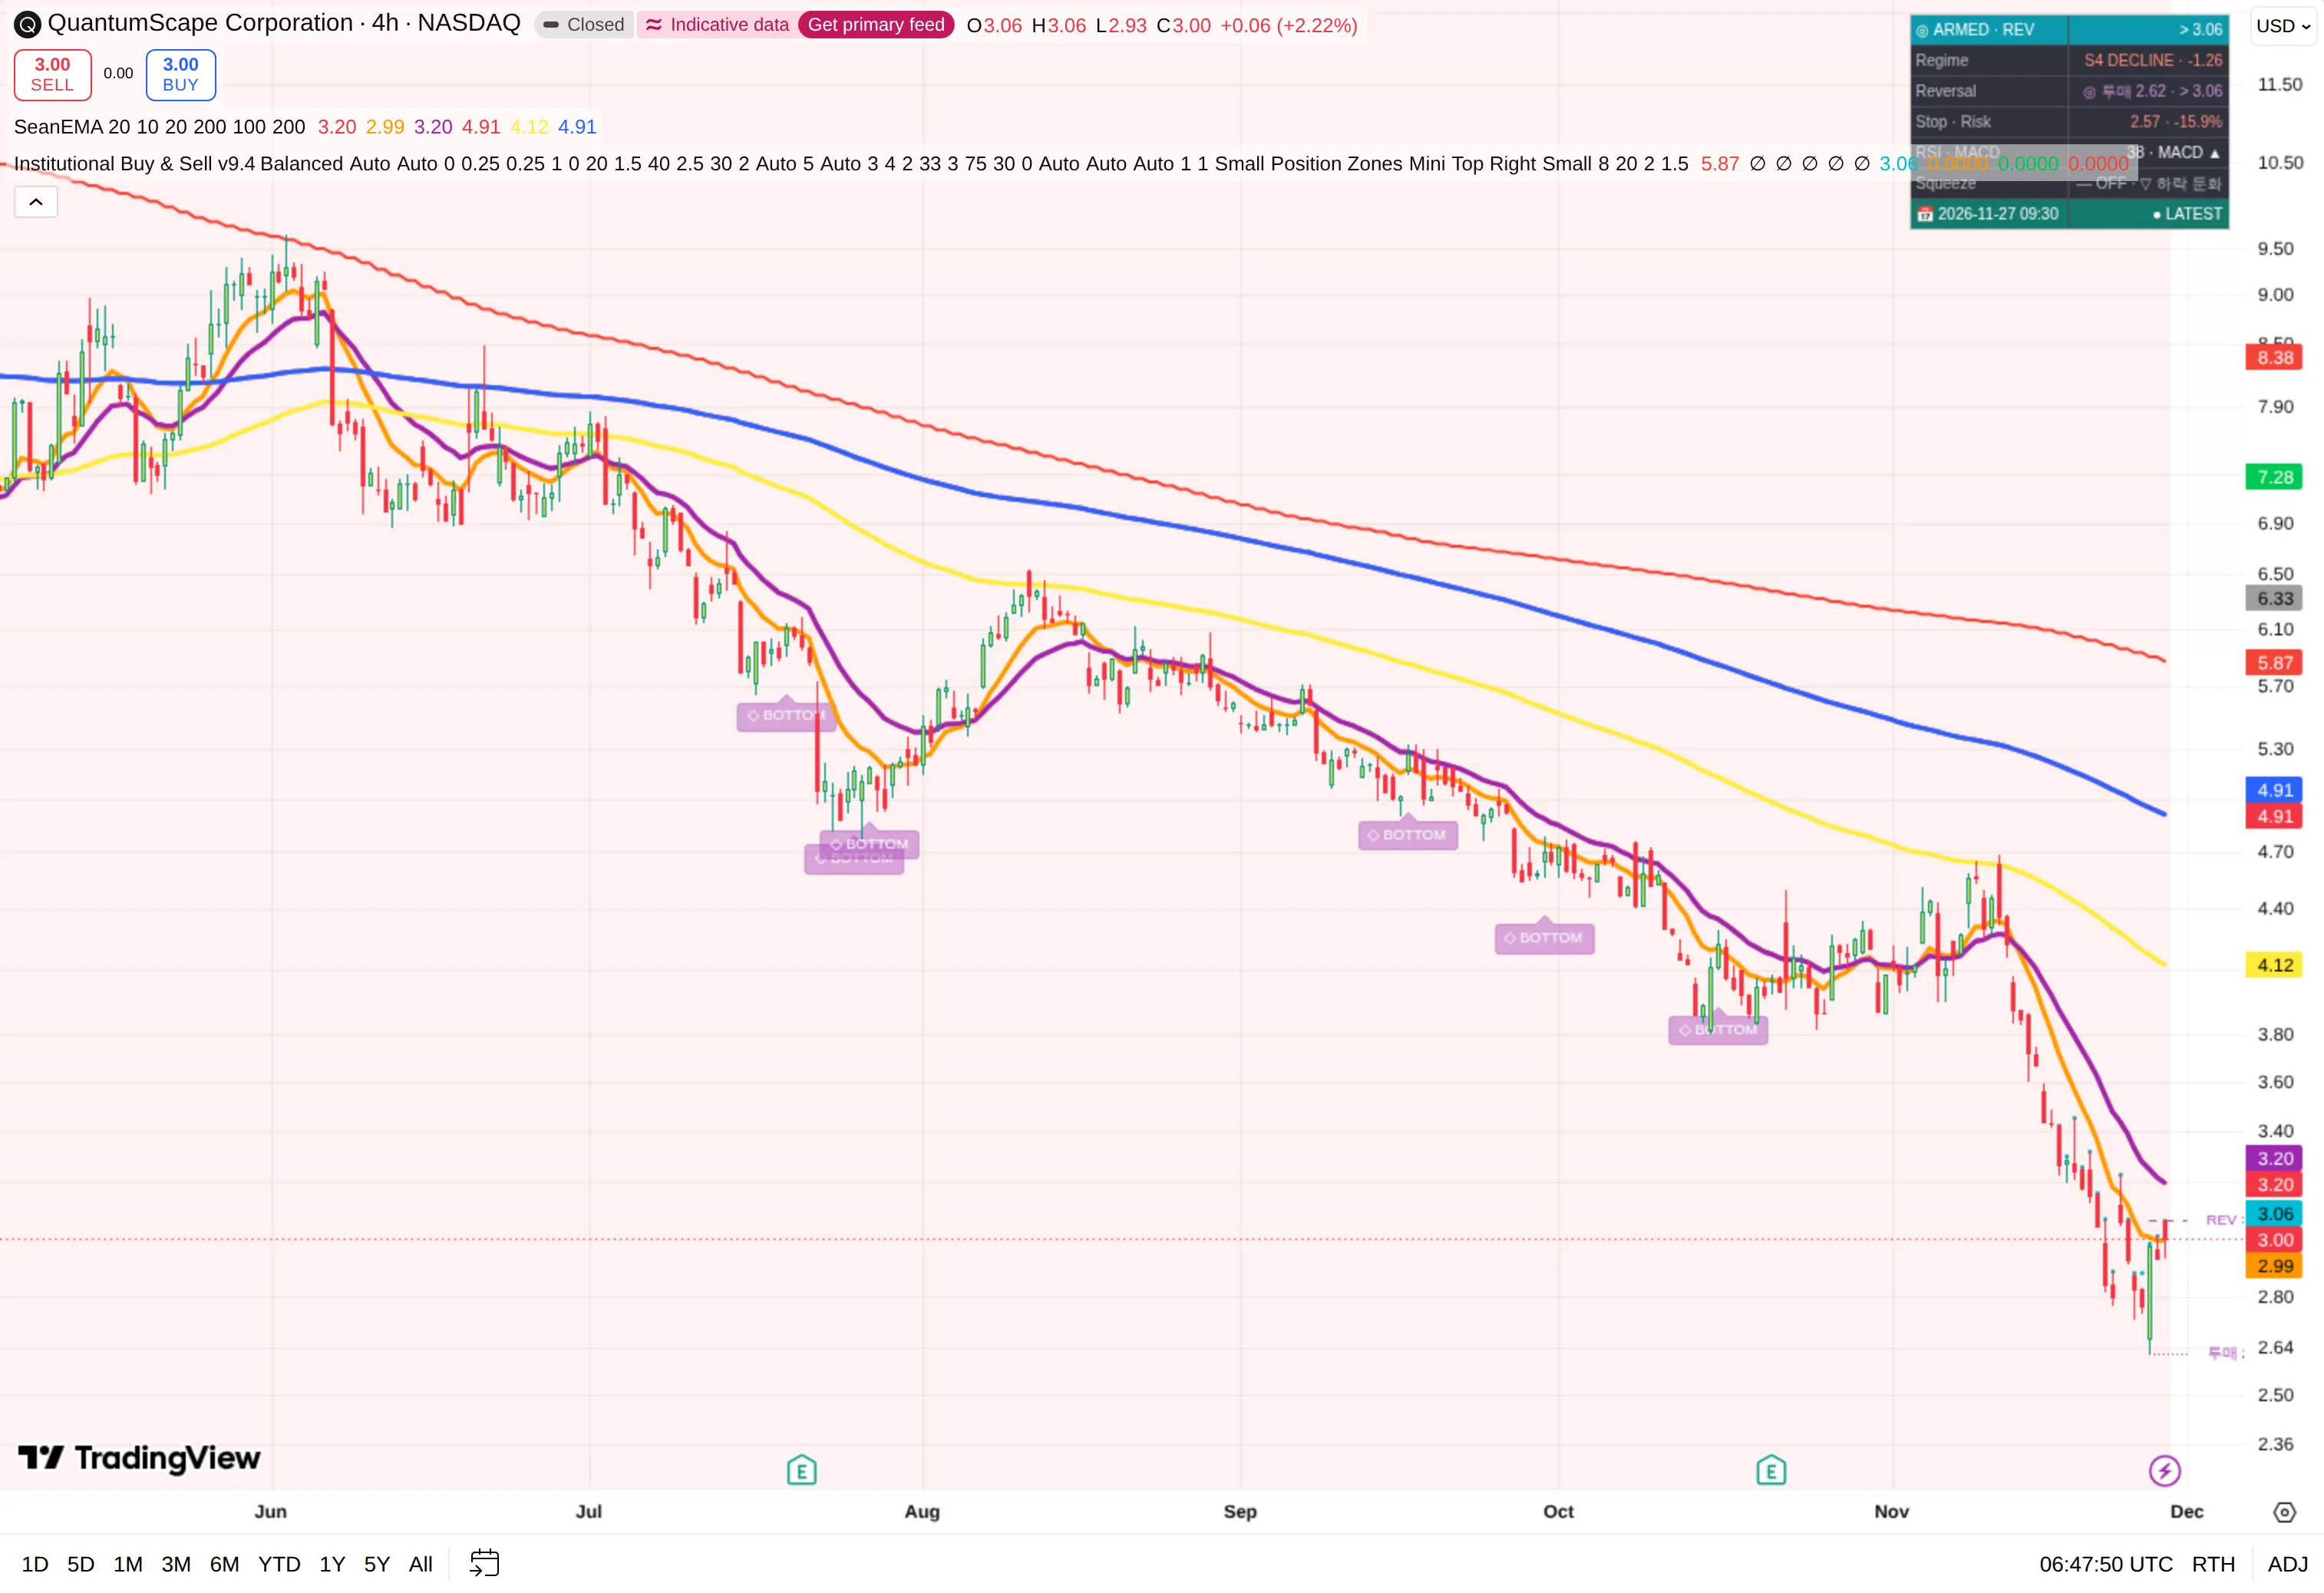 QuantumScape Corporation · 4h · NASDAQ Closed Indicative data Get primary feed O3.06 H3.06 L2.93 C3.00 +0.06 (+2.22%)
3.00 SELL 0.00 3.00 BUY
SeanEMA 20 10 20 200 100 200 3.20 2.99 3.20 4.91 4.12 4.91
Institutional Buy & Sell v9.4 Balanced Auto Auto 0 0.25 0.25 1 0 20 1.5 40 2.5 30 2 Auto 5 Auto 3 4 2 33 3 75 30 0 Auto Auto Auto 1 1 Small Position Zones Mini Top Right Small 8 20 2 1.5 5.87 ∅ ∅ ∅ ∅ ∅ 3.06 0.0000 0.0000 0.0000
◎ ARMED · REV > 3.06
Regime S4 DECLINE · -1.26
Reversal ◎ 투매 2.62 · > 3.06
Stop · Risk 2.57 · -15.9%
RSI · MACD 38 · MACD ▲
Squeeze — OFF · ▽ 하락 둔화
2026-11-27 09:30 ● LATEST
USD
11.50
10.50
9.50
9.00
8.50
8.38
7.90
7.28
6.90
6.50
6.33
6.10
5.87
5.70
5.30
4.91
4.91
4.70
4.40
4.12
3.80
3.60
3.40
3.20
3.20
3.06
3.00
2.99
2.80
2.64
2.50
2.36
◇ BOTTOM
◇ BOTTOM
◇ BOTTOM
◇ BOTTOM
◇ BOTTOM
◇ BOTTOM
REV :
투매 :
TradingView
E
E
Jun Jul Aug Sep Oct Nov Dec
1D 5D 1M 3M 6M YTD 1Y 5Y All 06:47:50 UTC RTH ADJ